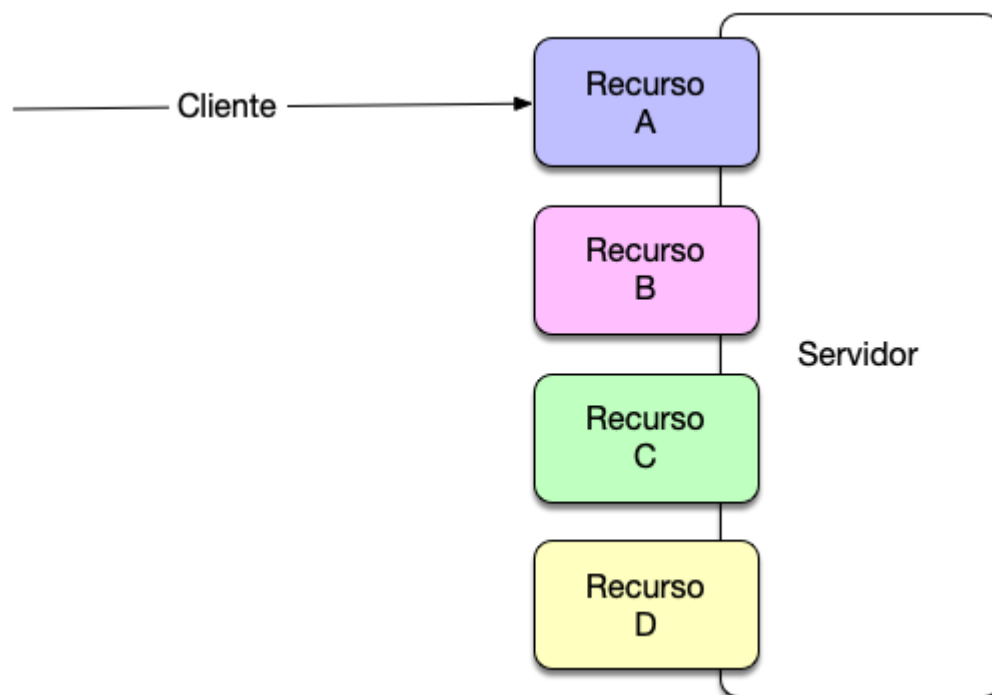 Cliente
Recurso
A
Recurso
B
Servidor
Recurso
C
Recurso
D